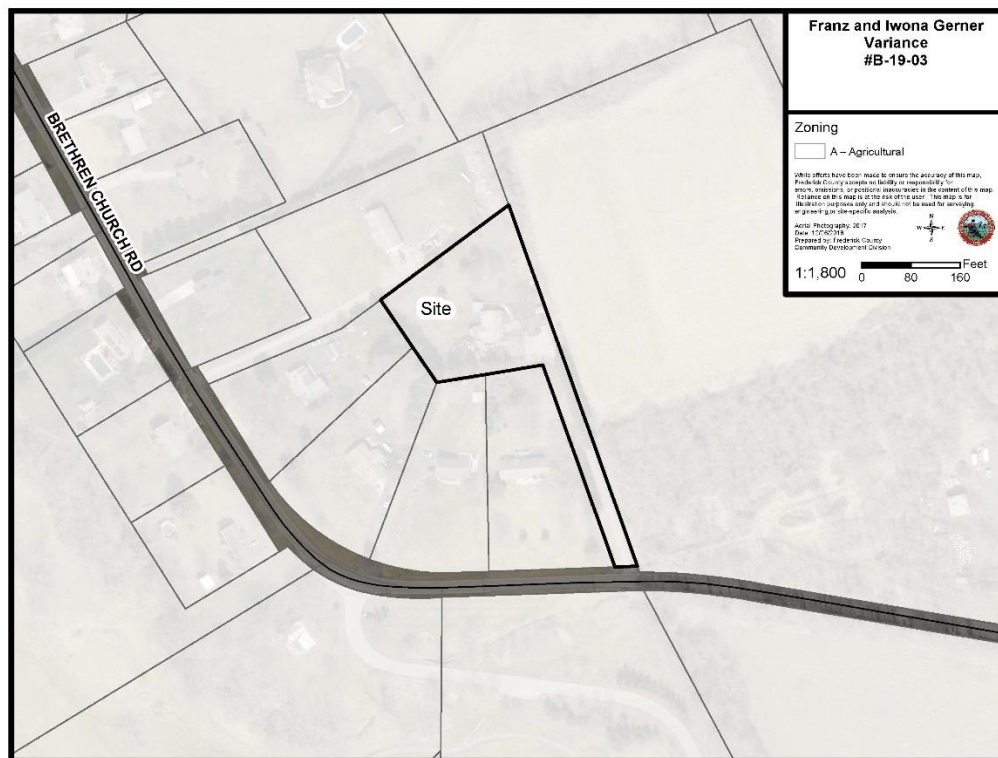 Franz and Iwona Gerner
Variance
#B-19-03
Zoning
A – Agricultural
While efforts have been made to ensure the accuracy of this map,
Frederick County accepts no liability or responsibility for
errors, omissions, or positional inaccuracies in the content of this map.
Reliance on this map is at the risk of the user. This map is for
illustration purposes only and should not be used for surveying
engineering or site-specific analysis.
Aerial Photography: 2017
Date:
Prepared by: Frederick County
Community Development Division
N
W E
S
1:1,800
Feet
0 80 160
BRETHREN CHURCH RD
Site